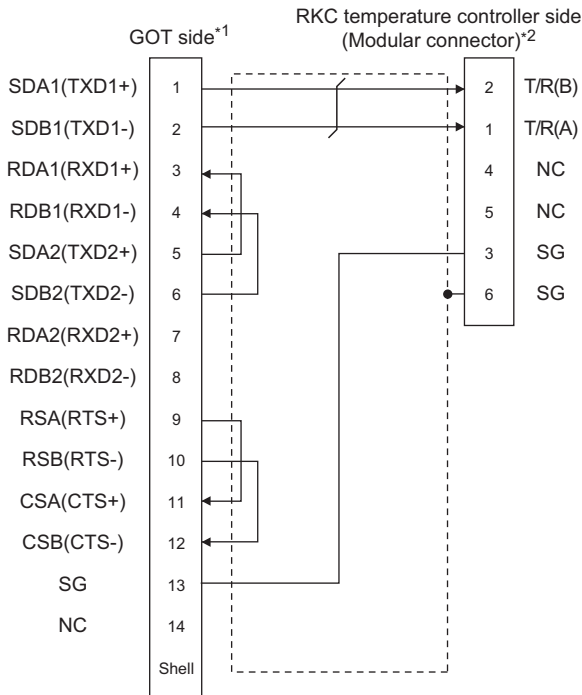 RKC temperature controller side
GOT side*1 (Modular connector)*2
SDA1(TXD1+) 1 2 T/R(B)
SDB1(TXD1-) 2 1 T/R(A)
RDA1(RXD1+) 3 4 NC
RDB1(RXD1-) 4 5 NC
SDA2(TXD2+) 5 3 SG
SDB2(TXD2-) 6 6 SG
RDA2(RXD2+) 7
RDB2(RXD2-) 8
RSA(RTS+) 9
RSB(RTS-) 10
CSA(CTS+) 11
CSB(CTS-) 12
SG 13
NC 14
Shell